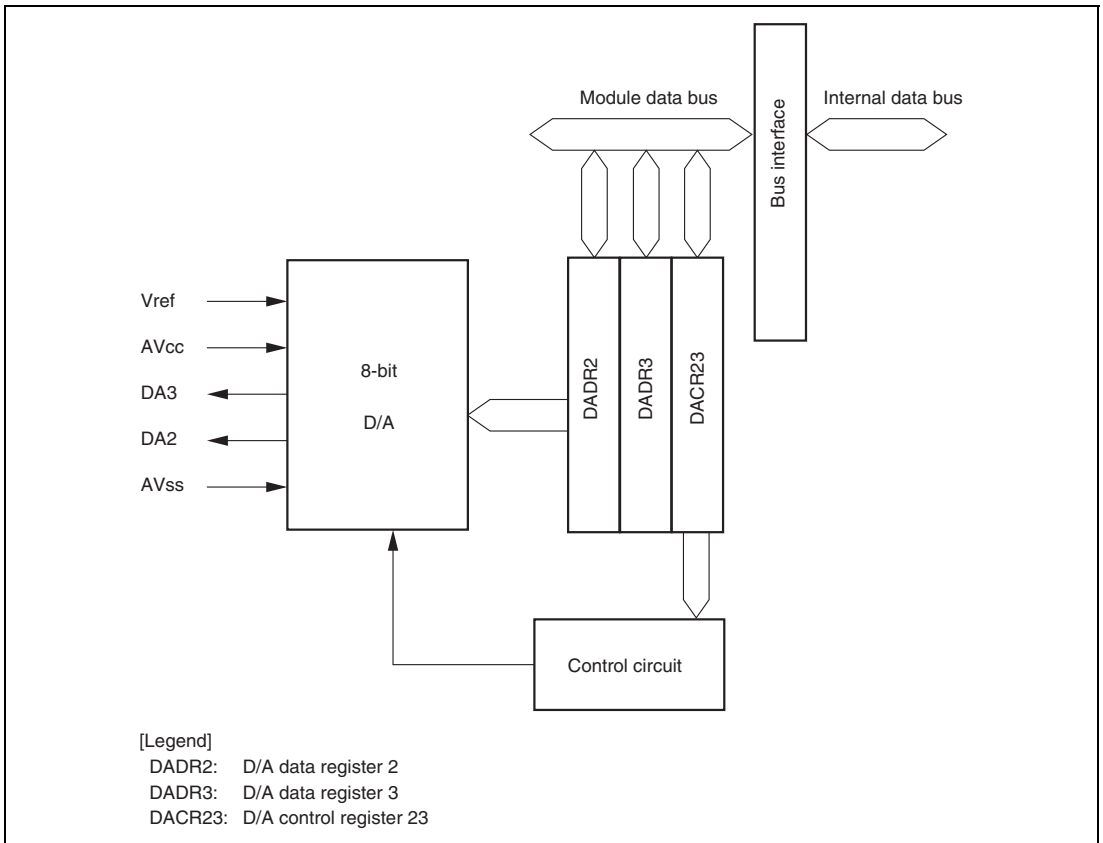 Module data bus
Internal data bus
Bus interface
Vref
AVcc
DA3
DA2
AVss
8-bit
D/A
DADR2
DADR3
DACR23
Control circuit
[Legend]
DADR2: D/A data register 2
DADR3: D/A data register 3
DACR23: D/A control register 23